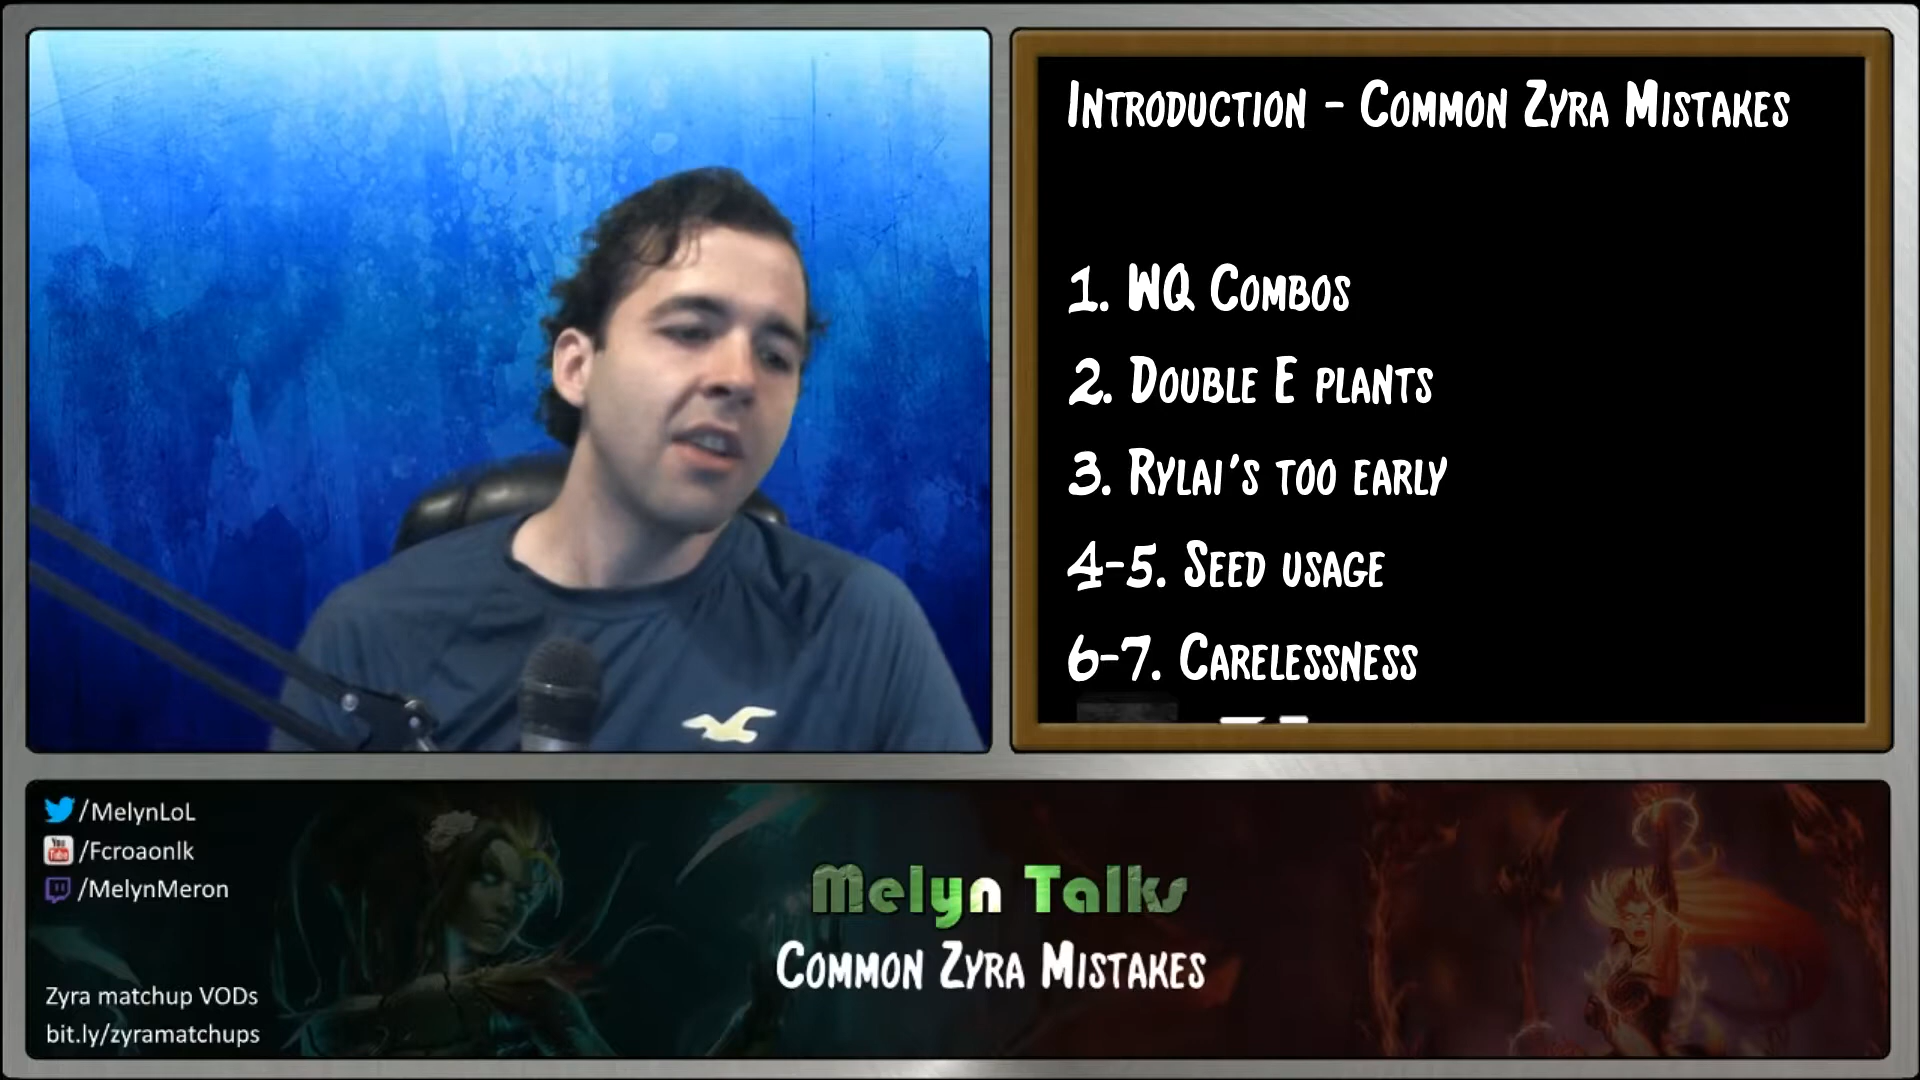 Introduction - Common Zyra Mistakes
1. WQ Combos
2. Double E plants
3. Rylai's too early
4-5. Seed usage
6-7. Carelessness
/MelynLoL
/Fcroaonlk
/MelynMeron
Zyra matchup VODs
bit.ly/zyramatchups
Melyn Talks
Common Zyra Mistakes